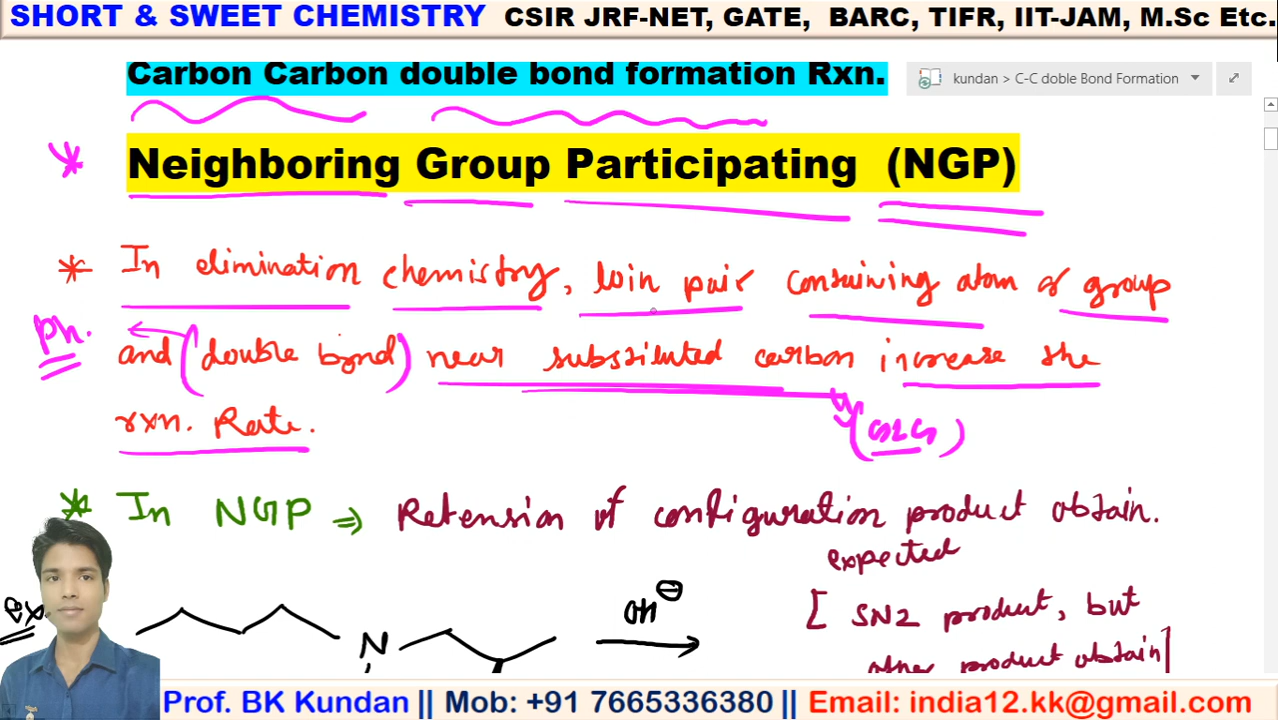 SHORT & SWEET CHEMISTRY CSIR JRF-NET, GATE, BARC, TIFR, IIT-JAM, M.Sc Etc.
Carbon Carbon double bond formation Rxn.
kundan > C-C doble Bond Formation
Neighboring Group Participating (NGP)
In elimination chemistry, loin pair containing atom or group
Ph.
and (double bond) near substituted carbon increase the
rxn. Rate.
In NGP ⇒ Retension of configuration product obtain.
expected
ex.
N
OH⊖
[ SN2 product, but
other product obtain]
Prof. BK Kundan || Mob: +91 7665336380 || Email: india12.kk@gmail.com